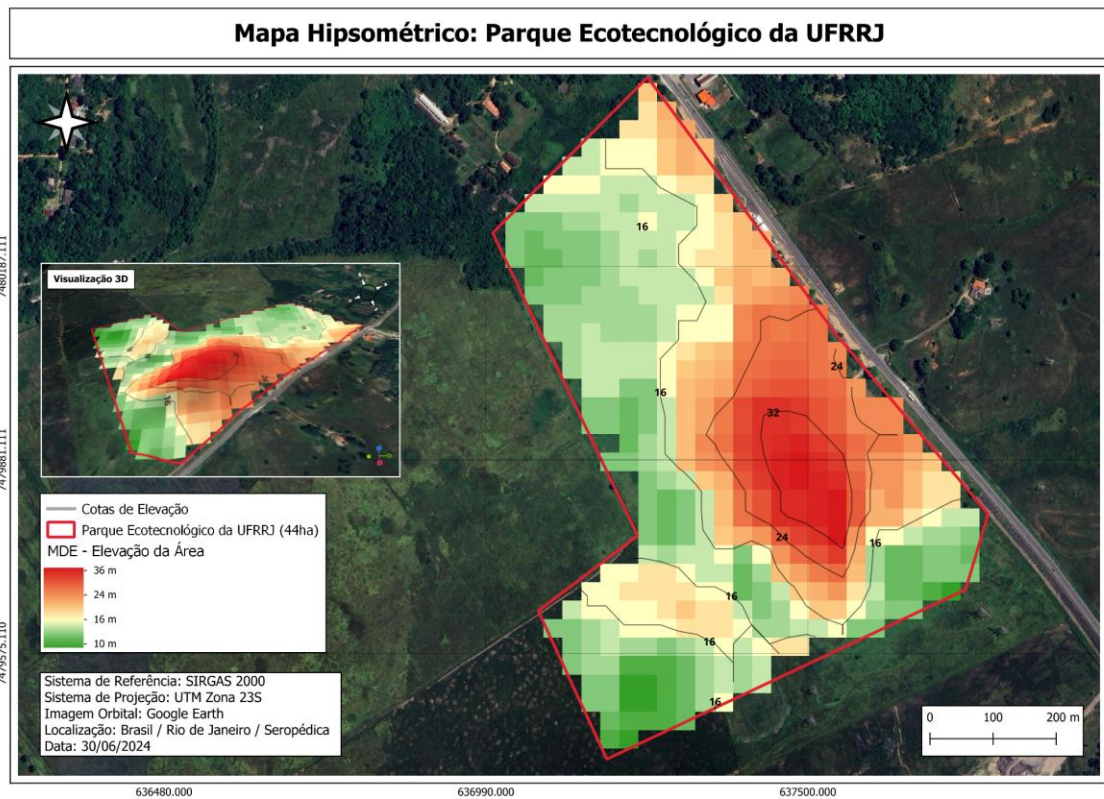 Mapa Hipsométrico: Parque Ecotecnológico da UFRRJ
7480187.111
7479881.111
7479575.110
Visualização 3D
16
16
24
32
24
16
16
16
16
Cotas de Elevação
Parque Ecotecnológico da UFRRJ (44ha)
MDE - Elevação da Área
36 m
24 m
16 m
10 m
Sistema de Referência: SIRGAS 2000
Sistema de Projeção: UTM Zona 23S
Imagem Orbital: Google Earth
Localização: Brasil / Rio de Janeiro / Seropédica
Data: 30/06/2024
0 100 200 m
636480.000 636990.000 637500.000